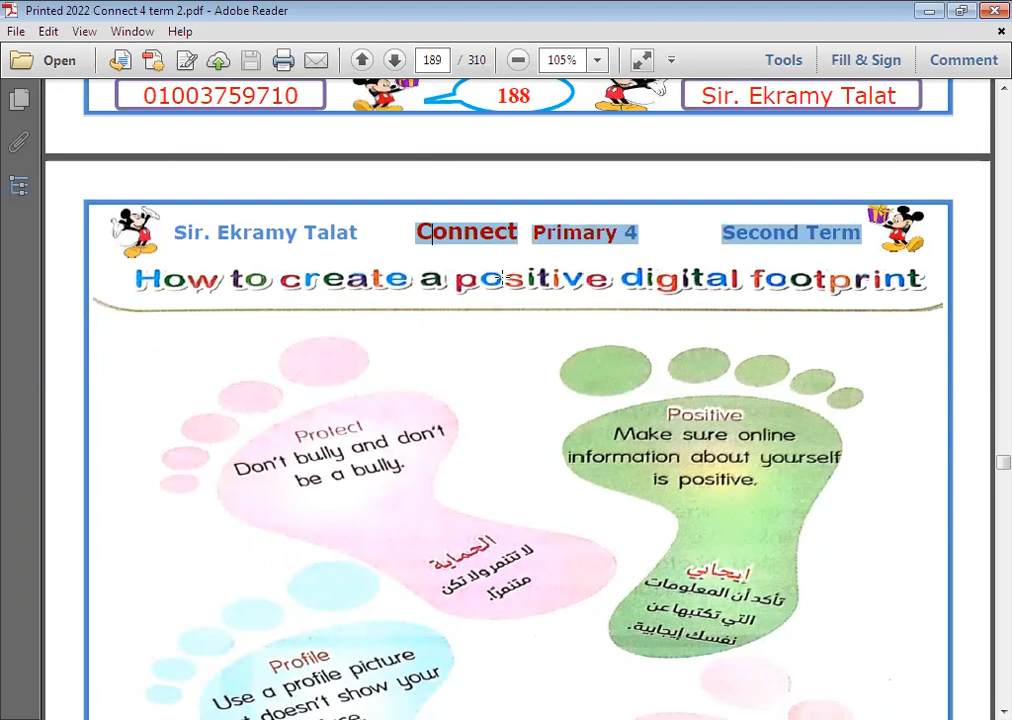 Printed 2022 Connect 4 term 2.pdf - Adobe Reader
File Edit View Window Help
Open 189 / 310 105% Tools Fill & Sign Comment
01003759710 188 Sir. Ekramy Talat
Sir. Ekramy Talat Connect Primary 4 Second Term
How to create a positive digital footprint
Protect
Don't bully and don't
be a bully.
الحماية
لا تتنمر ولا تكن
متنمرًا.
Positive
Make sure online
information about yourself
is positive.
إيجابي
تأكد أن المعلومات
التي تكتبها عن
نفسك إيجابية.
Profile
Use a profile picture
doesn't show your